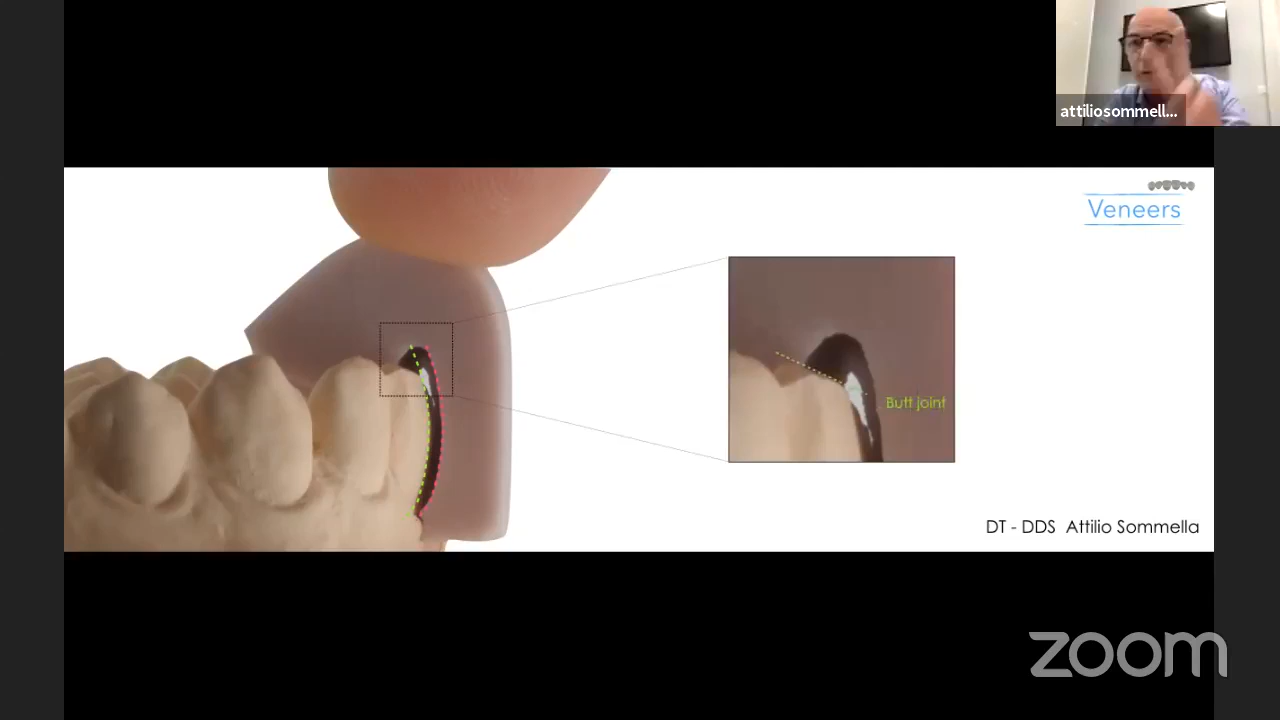 attiliosommell...
Veneers
Butt joint
DT - DDS Attilio Sommella
zoom